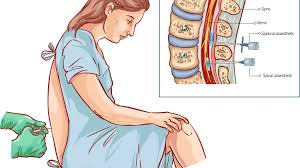 Spine
Nerve
Epidural anaesthetic
Spinal anaesthetic